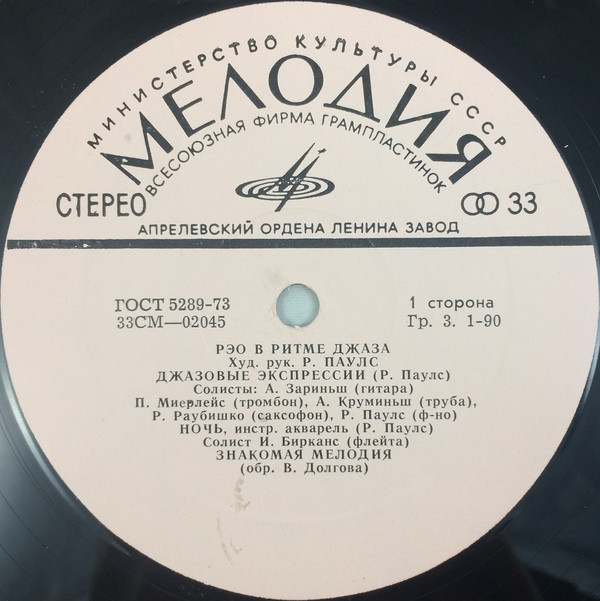 МИНИСТЕРСТВО КУЛЬТУРЫ СССР
МЕЛОДИЯ
ВСЕСОЮЗНАЯ ФИРМА ГРАМПЛАСТИНОК
СТЕРЕО
33
АПРЕЛЕВСКИЙ ОРДЕНА ЛЕНИНА ЗАВОД
ГОСТ 5289-73
33СМ—02045
1 сторона
Гр. 3. 1-90
РЭО В РИТМЕ ДЖАЗА
Худ. рук. Р. ПАУЛС
ДЖАЗОВЫЕ ЭКСПРЕССИИ (Р. Паулс)
Солисты: А. Зариньш (гитара)
П. Миерлейс (тромбон), А. Круминьш (труба),
Р. Раубишко (саксофон), Р. Паулс (ф-но)
НОЧЬ, инстр. акварель (Р. Паулс)
Солист И. Бирканс (флейта)
ЗНАКОМАЯ МЕЛОДИЯ
(обр. В. Долгова)